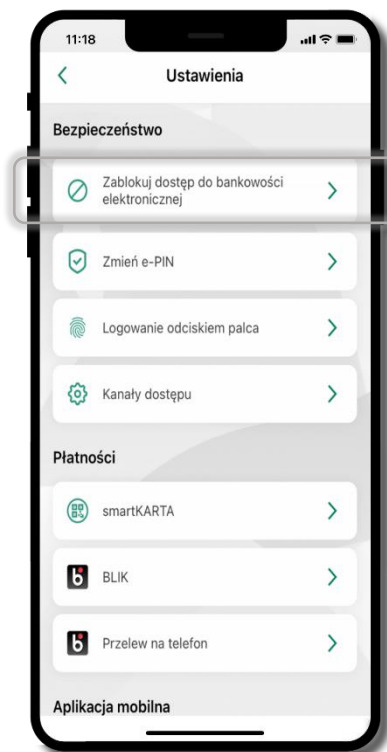 11:18
Ustawienia
Bezpieczeństwo
Zablokuj dostęp do bankowości
elektronicznej
Zmień e-PIN
Logowanie odciskiem palca
Kanały dostępu
Płatności
smartKARTA
BLIK
Przelew na telefon
Aplikacja mobilna